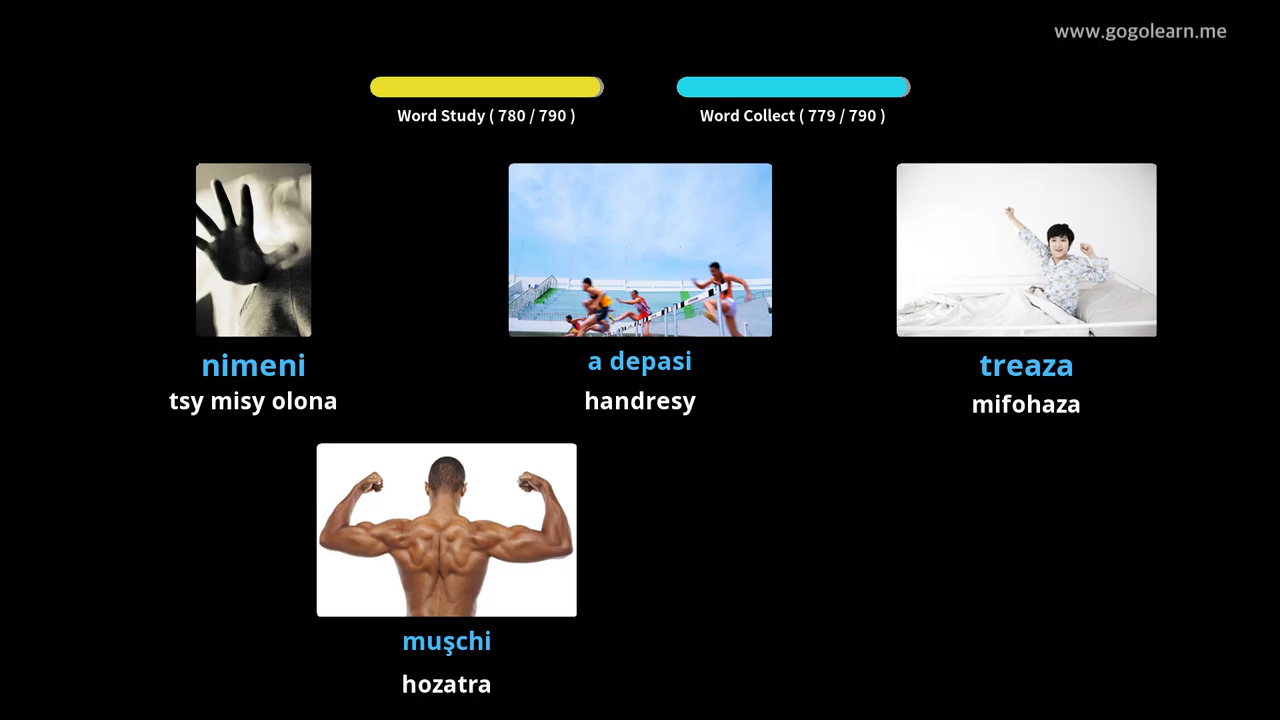 www.gogolearn.me
Word Study ( 780 / 790 )
Word Collect ( 779 / 790 )
nimeni
tsy misy olona
a depasi
handresy
treaza
mifohaza
muşchi
hozatra